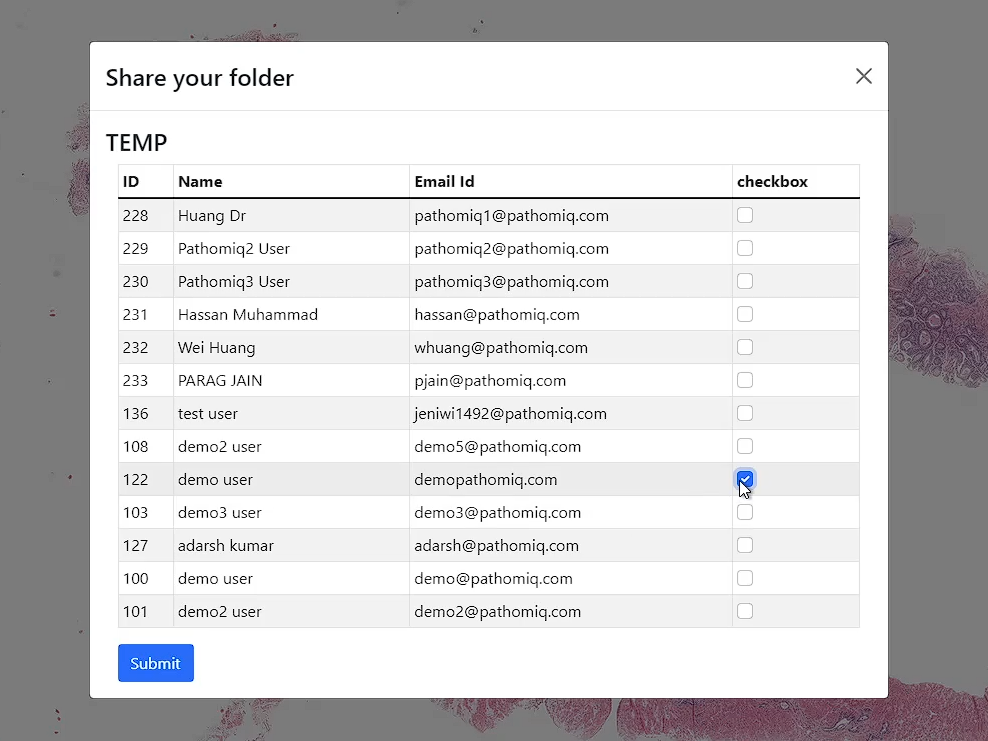 Share your folder
TEMP
ID Name Email Id checkbox
228 Huang Dr pathomiq1@pathomiq.com
229 Pathomiq2 User pathomiq2@pathomiq.com
230 Pathomiq3 User pathomiq3@pathomiq.com
231 Hassan Muhammad hassan@pathomiq.com
232 Wei Huang whuang@pathomiq.com
233 PARAG JAIN pjain@pathomiq.com
136 test user jeniwi1492@pathomiq.com
108 demo2 user demo5@pathomiq.com
122 demo user demopathomiq.com
103 demo3 user demo3@pathomiq.com
127 adarsh kumar adarsh@pathomiq.com
100 demo user demo@pathomiq.com
101 demo2 user demo2@pathomiq.com
Submit